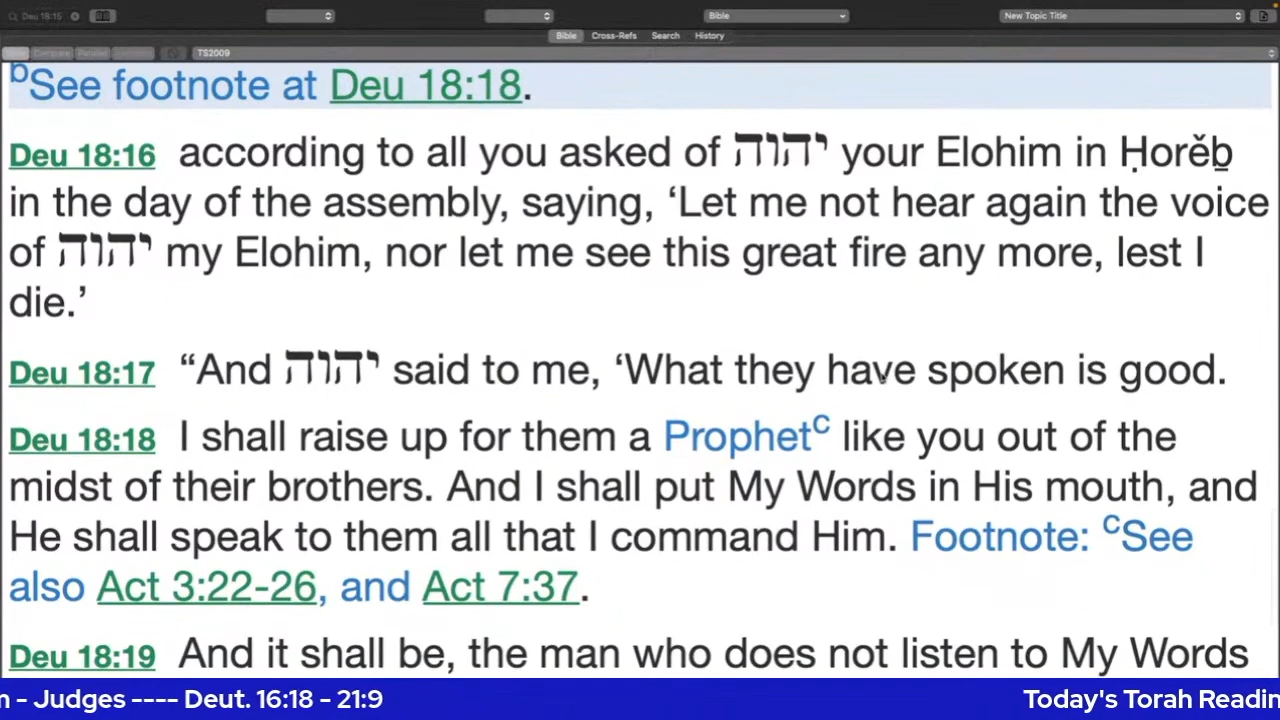 Deu 18:15
Bible
New Topic Title
Bible Cross-Refs Search History
Compare Parallel
TS2009
bSee footnote at Deu 18:18.
Deu 18:16 according to all you asked of יהוה your Elohim in Ḥorěḇ
in the day of the assembly, saying, ‘Let me not hear again the voice
of יהוה my Elohim, nor let me see this great fire any more, lest I
die.’
Deu 18:17 “And יהוה said to me, ‘What they have spoken is good.
Deu 18:18 I shall raise up for them a Prophetc like you out of the
midst of their brothers. And I shall put My Words in His mouth, and
He shall speak to them all that I command Him. Footnote: cSee
also Act 3:22-26, and Act 7:37.
Deu 18:19 And it shall be, the man who does not listen to My Words
m - Judges ---- Deut. 16:18 - 21:9
Today's Torah Readin